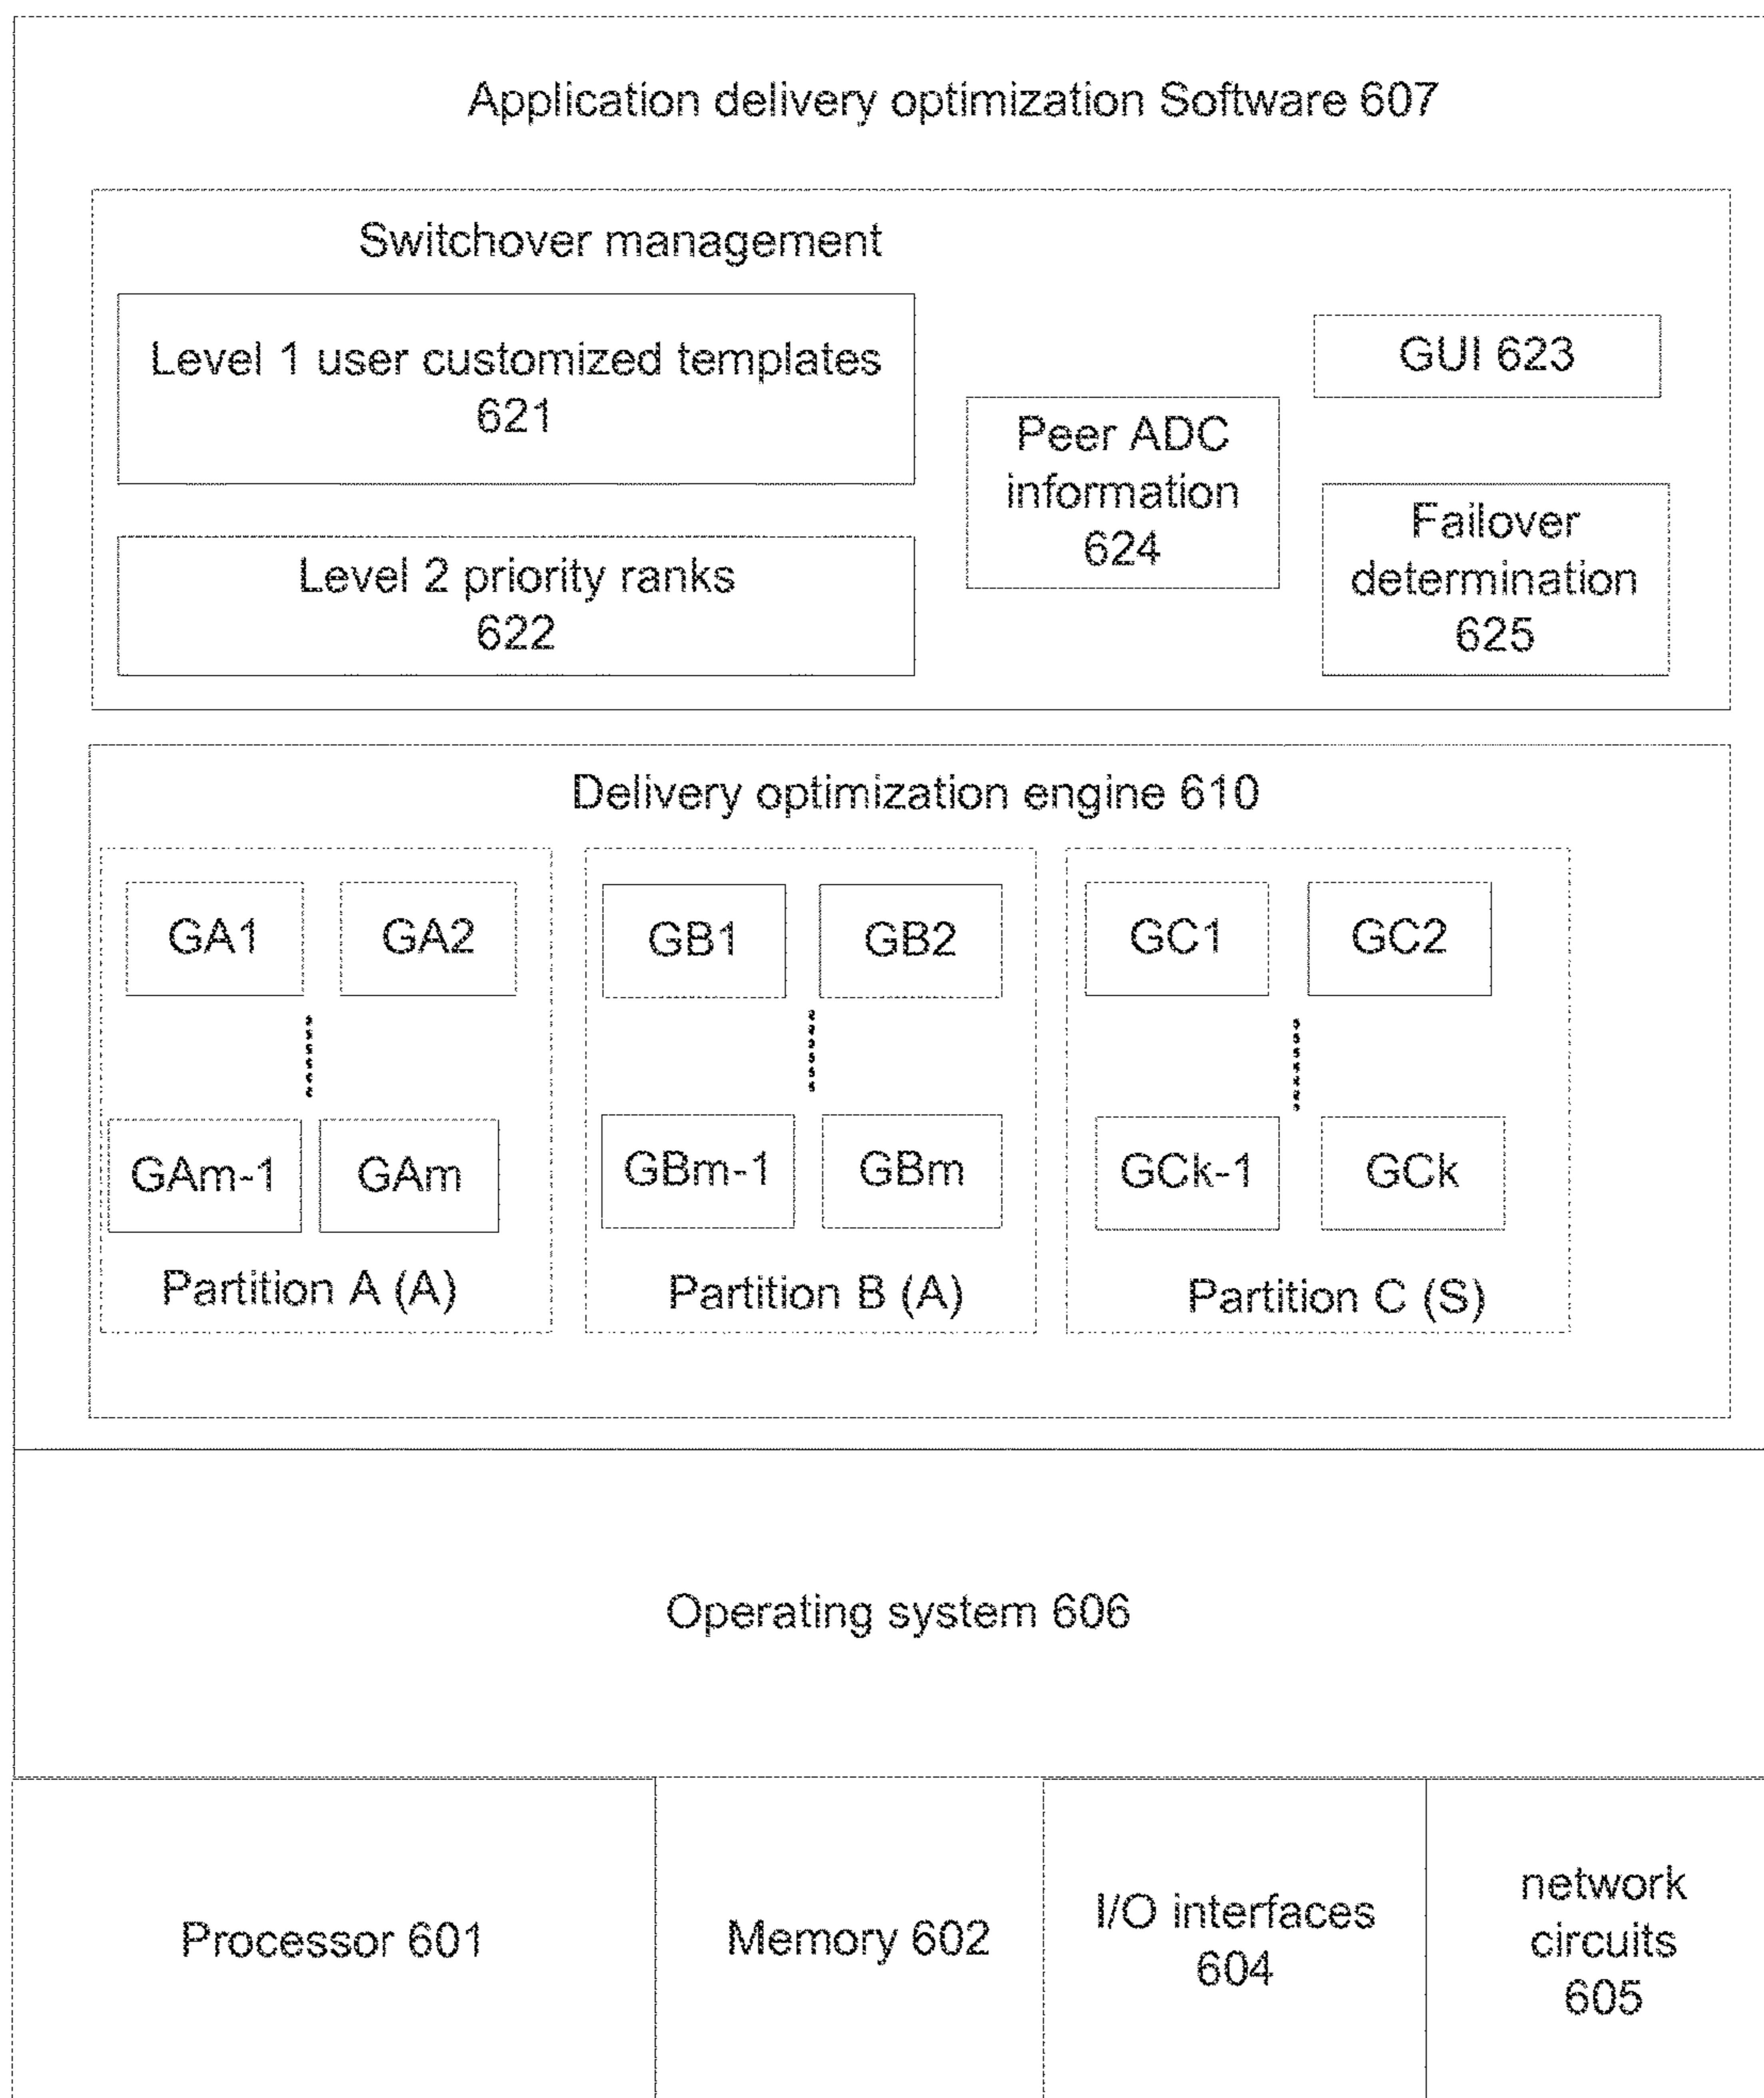 Application delivery optimization Software 607
Switchover management
Level 1 user customized templates
621
Level 2 priority ranks
622
Peer ADC
information
624
GUI 623
Failover
determination
625
Delivery optimization engine 610
GA1
GA2
GAm-1
GAm
Partition A (A)
GB1
GB2
GBm-1
GBm
Partition B (A)
GC1
GC2
GCk-1
GCk
Partition C (S)
Operating system 606
Processor 601
Memory 602
I/O interfaces
604
network
circuits
605